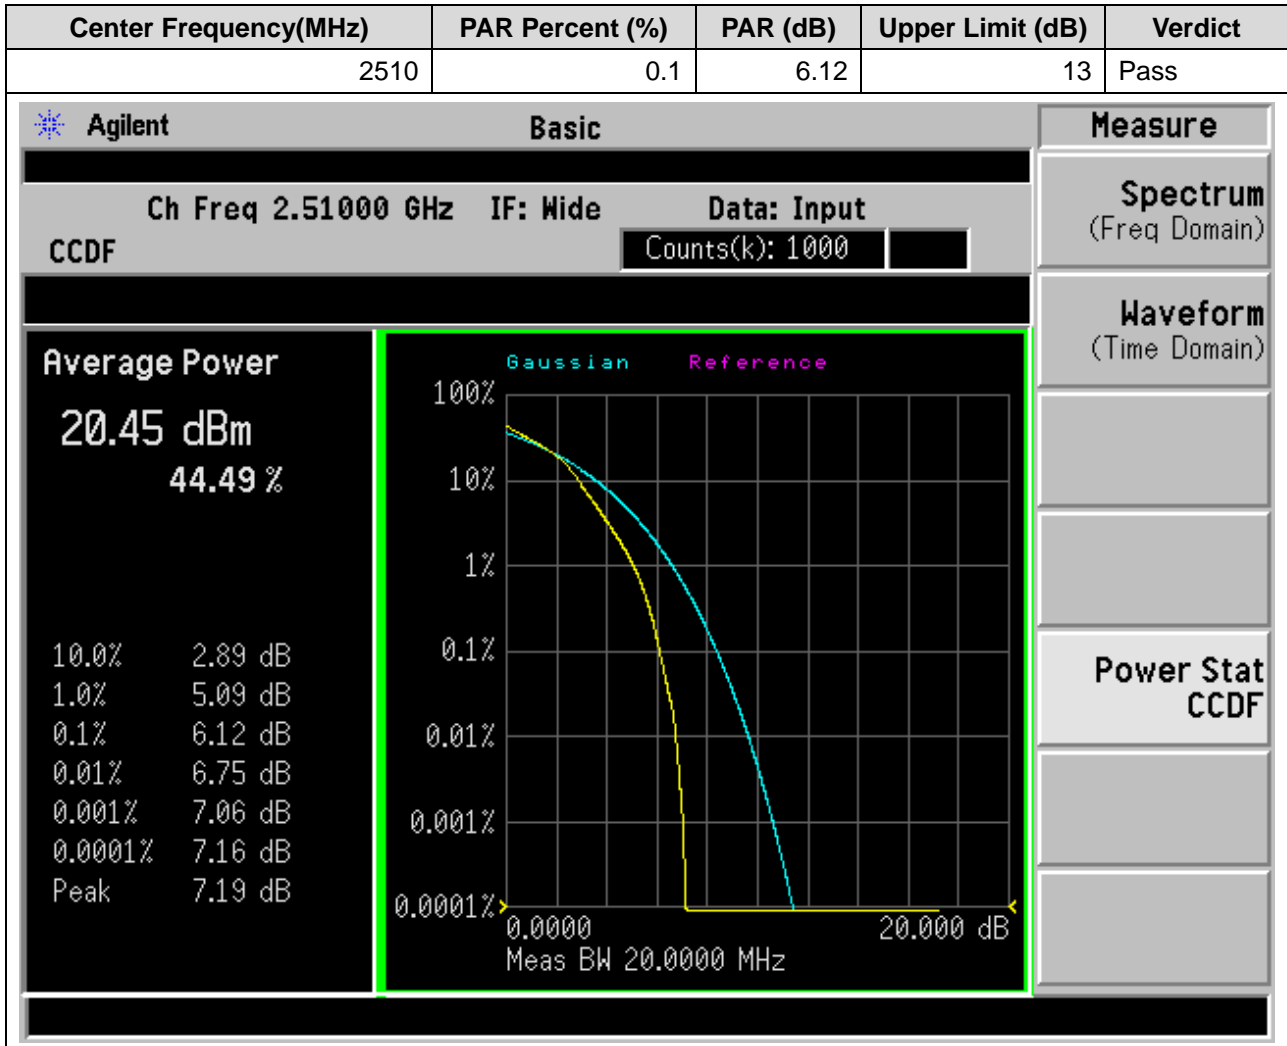 Center Frequency(MHz) PAR Percent (%) PAR (dB) Upper Limit (dB) Verdict
2510 0.1 6.12 13 Pass
Agilent Basic Measure
Ch Freq 2.51000 GHz IF: Wide Data: Input
CCDF Counts(k): 1000
Average Power
20.45 dBm
44.49 %
10.0% 2.89 dB
1.0% 5.09 dB
0.1% 6.12 dB
0.01% 6.75 dB
0.001% 7.06 dB
0.0001% 7.16 dB
Peak 7.19 dB
Gaussian Reference
100%
10%
1%
0.1%
0.01%
0.001%
0.0001%
0.0000 20.000 dB
Meas BW 20.0000 MHz
Spectrum
(Freq Domain)
Waveform
(Time Domain)
Power Stat
CCDF